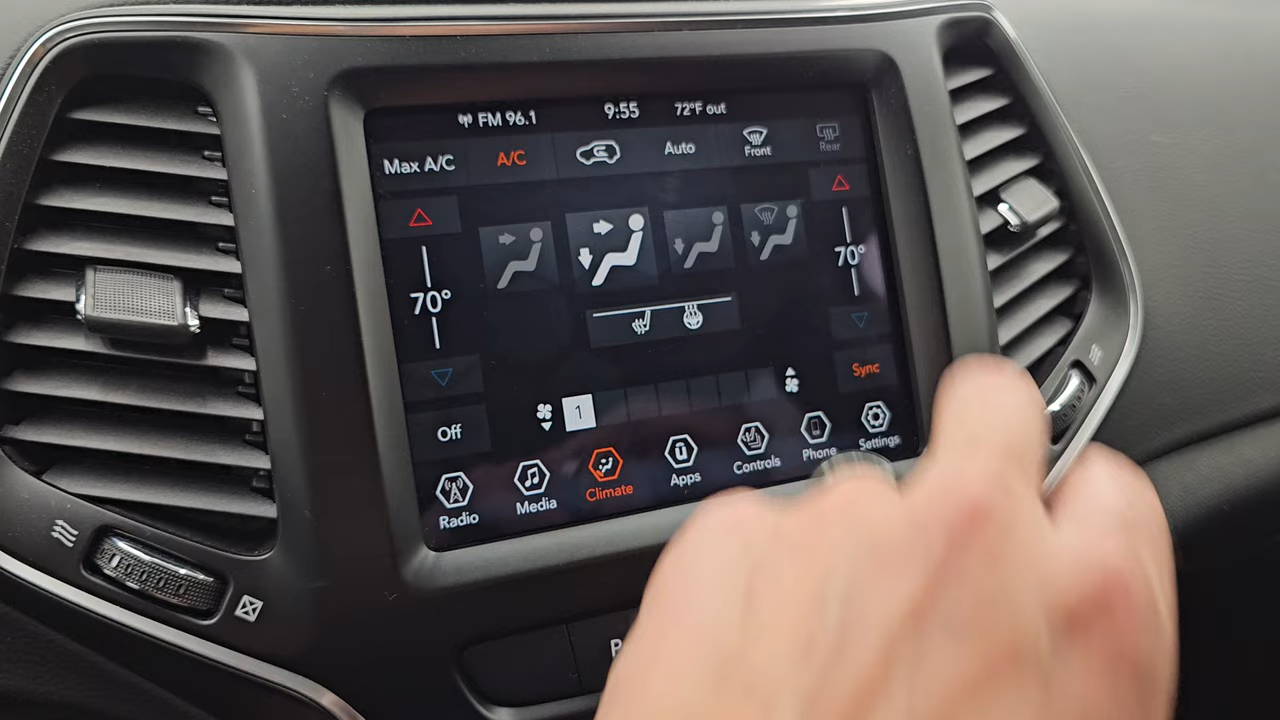 FM 96.1 9:55 72°F out
Max A/C A/C Auto Front Rear
70° 70°
Sync
Off 1
Radio Media Climate Apps Controls Phone Settings
P